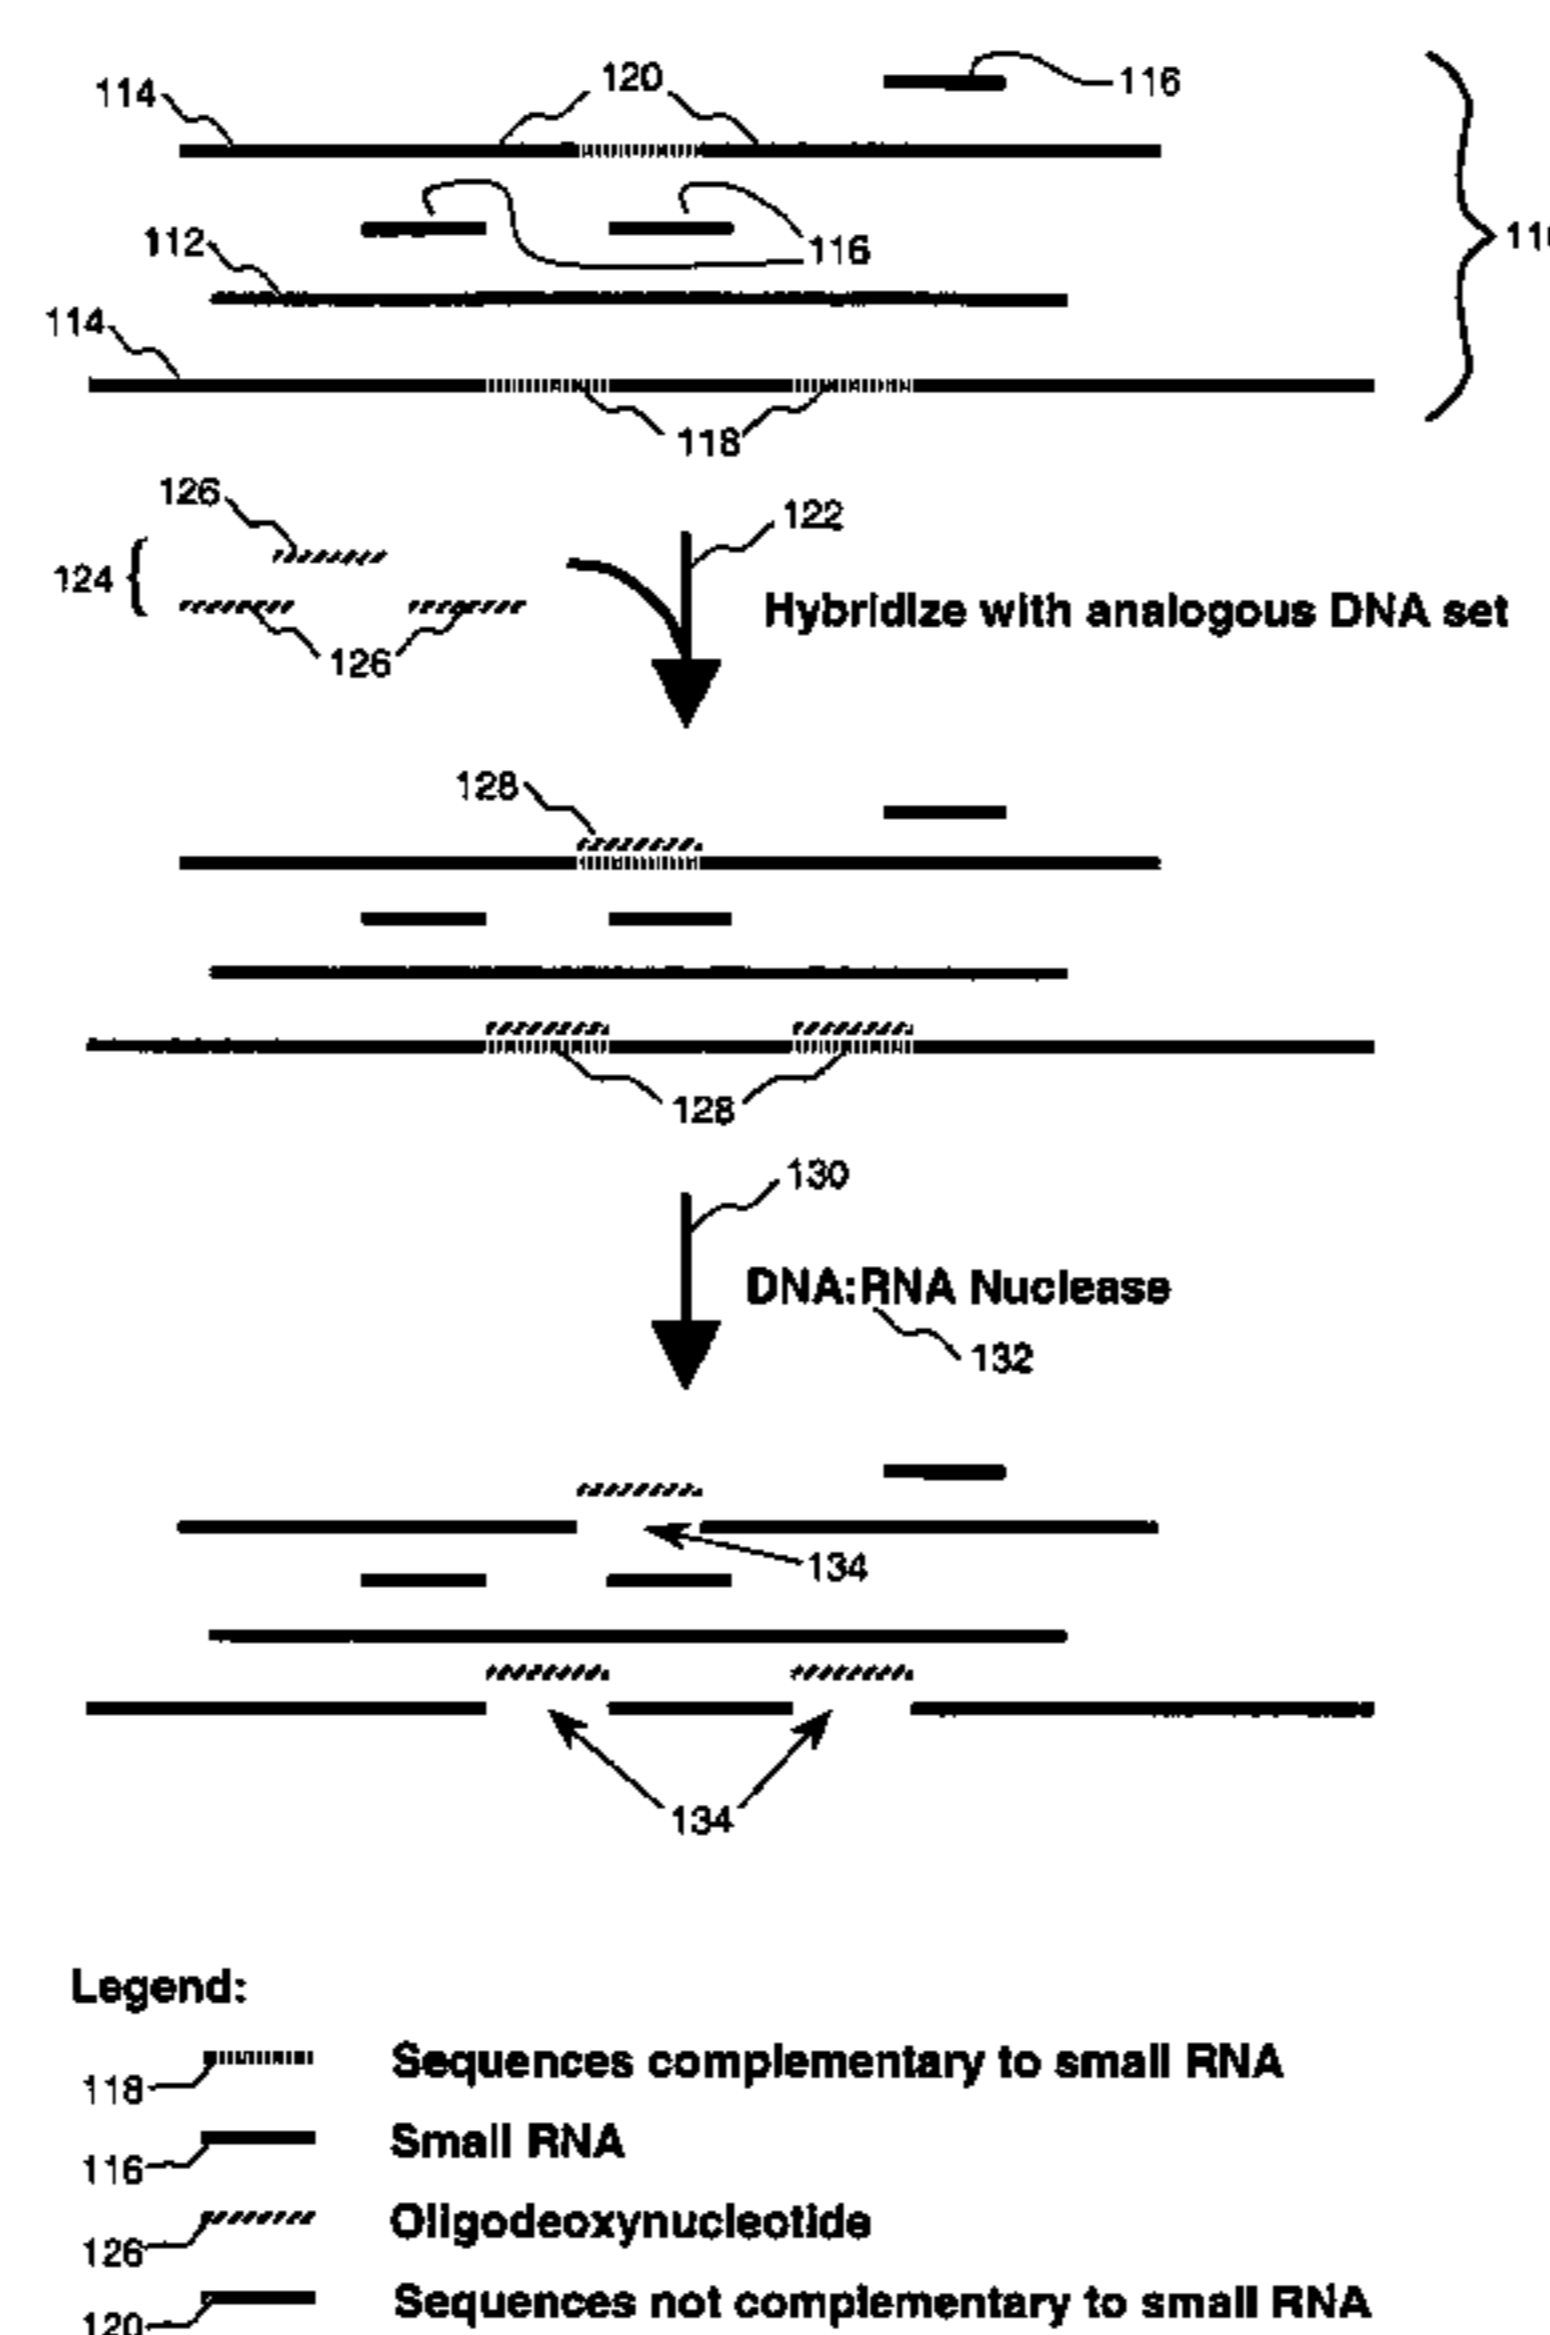 120
116
114
116
112
114
118
126
122
124
Hybridize with analogous DNA set
126
128
128
130
DNA:RNA Nuclease
132
134
134
Legend:
118 Sequences complementary to small RNA
116 Small RNA
126 Oligodeoxynucleotide
120 Sequences not complementary to small RNA